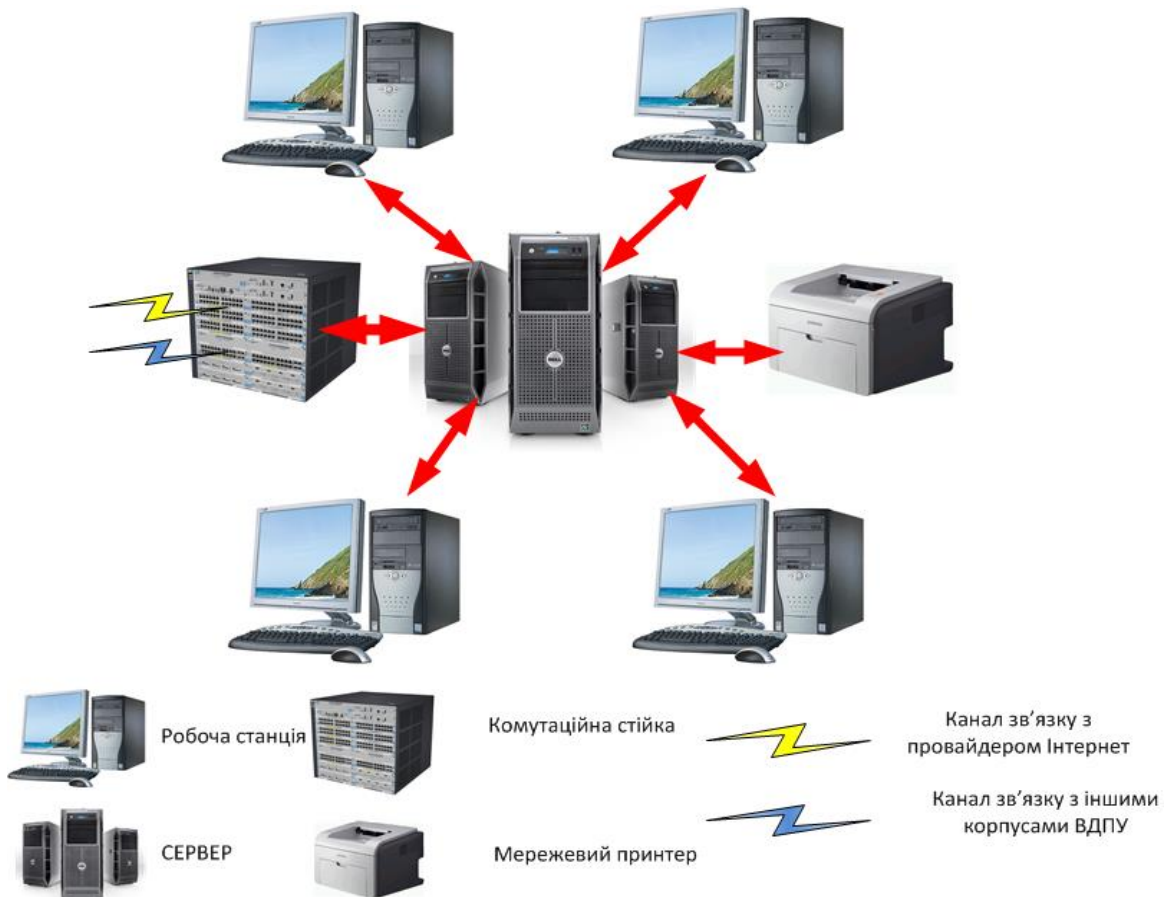 Робоча станція
Комутаційна стійка
Канал зв’язку з
провайдером Інтернет
СЕРВЕР
Мережевий принтер
Канал зв’язку з іншими
корпусами ВДПУ